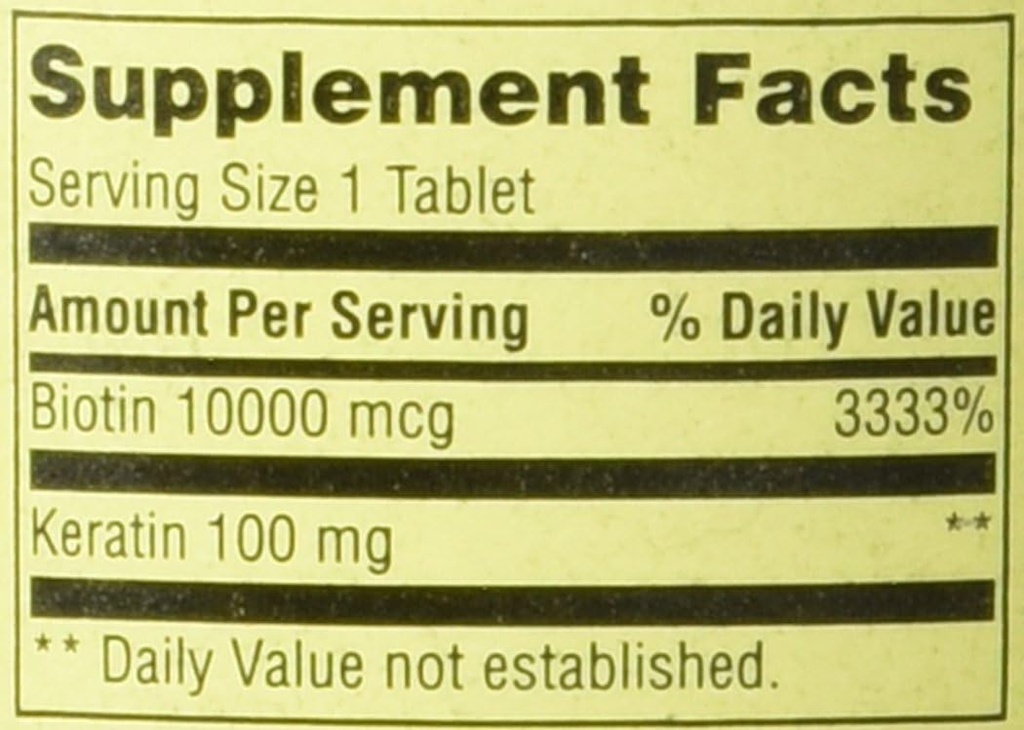 Supplement Facts
Serving Size 1 Tablet
Amount Per Serving % Daily Value
Biotin 10000 mcg 3333%
Keratin 100 mg **
** Daily Value not established.